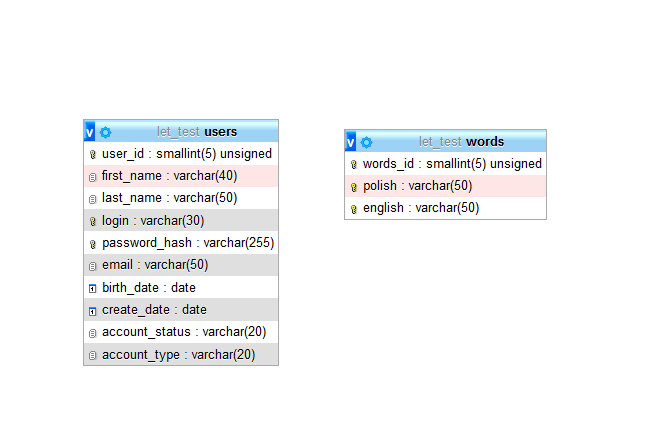 v let_test users
user_id : smallint(5) unsigned
first_name : varchar(40)
last_name : varchar(50)
login : varchar(30)
password_hash : varchar(255)
email : varchar(50)
birth_date : date
create_date : date
account_status : varchar(20)
account_type : varchar(20)
v let_test words
words_id : smallint(5) unsigned
polish : varchar(50)
english : varchar(50)